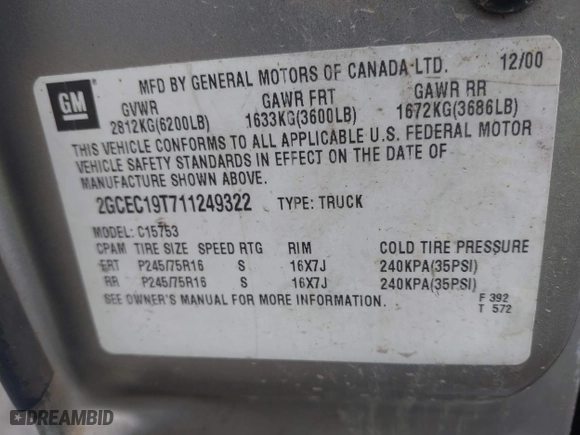 GM
MFD BY GENERAL MOTORS OF CANADA LTD. 12/00
GVWR GAWR FRT GAWR RR
2812KG(6200LB) 1633KG(3600LB) 1672KG(3686LB)
THIS VEHICLE CONFORMS TO ALL APPLICABLE U.S. FEDERAL MOTOR
VEHICLE SAFETY STANDARDS IN EFFECT ON THE DATE OF
MANUFACTURE SHOWN ABOVE.
2GCEC19T711249322 TYPE: TRUCK
MODEL: C15753
CPAM TIRE SIZE SPEED RTG RIM COLD TIRE PRESSURE
FRT P245/75R16 S 16X7J 240KPA(35PSI)
RR P245/75R16 S 16X7J 240KPA(35PSI)
SEE OWNER'S MANUAL FOR MORE INFORMATION.
F 392
T 572
DREAMBID